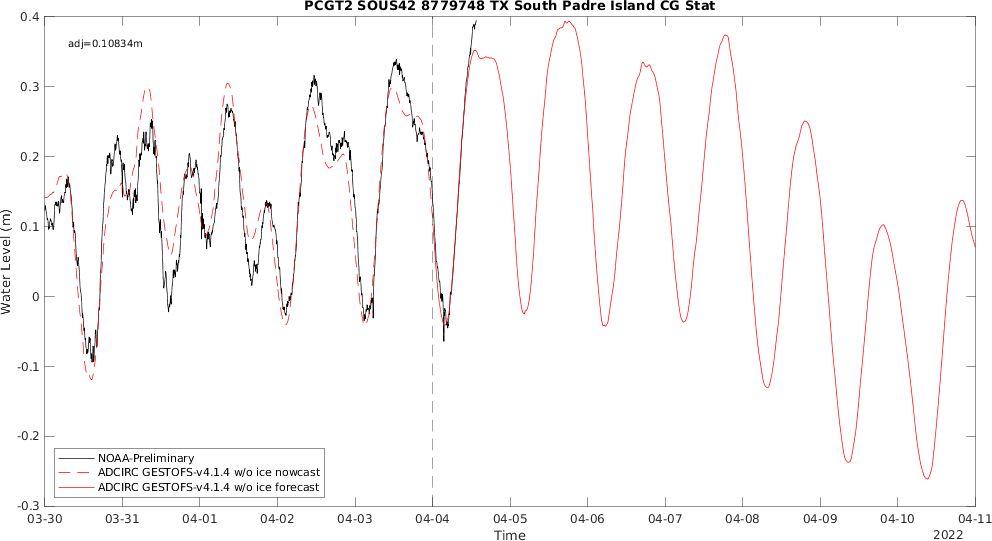 PCGT2 SOUS42 8779748 TX South Padre Island CG Stat
adj=0.10834m
0.4
0.3
0.2
0.1
0
-0.1
-0.2
-0.3
Water Level (m)
NOAA-Preliminary
ADCIRC GESTOFS-v4.1.4 w/o ice nowcast
ADCIRC GESTOFS-v4.1.4 w/o ice forecast
03-30 03-31 04-01 04-02 04-03 04-04 04-05 04-06 04-07 04-08 04-09 04-10 04-11
Time
2022